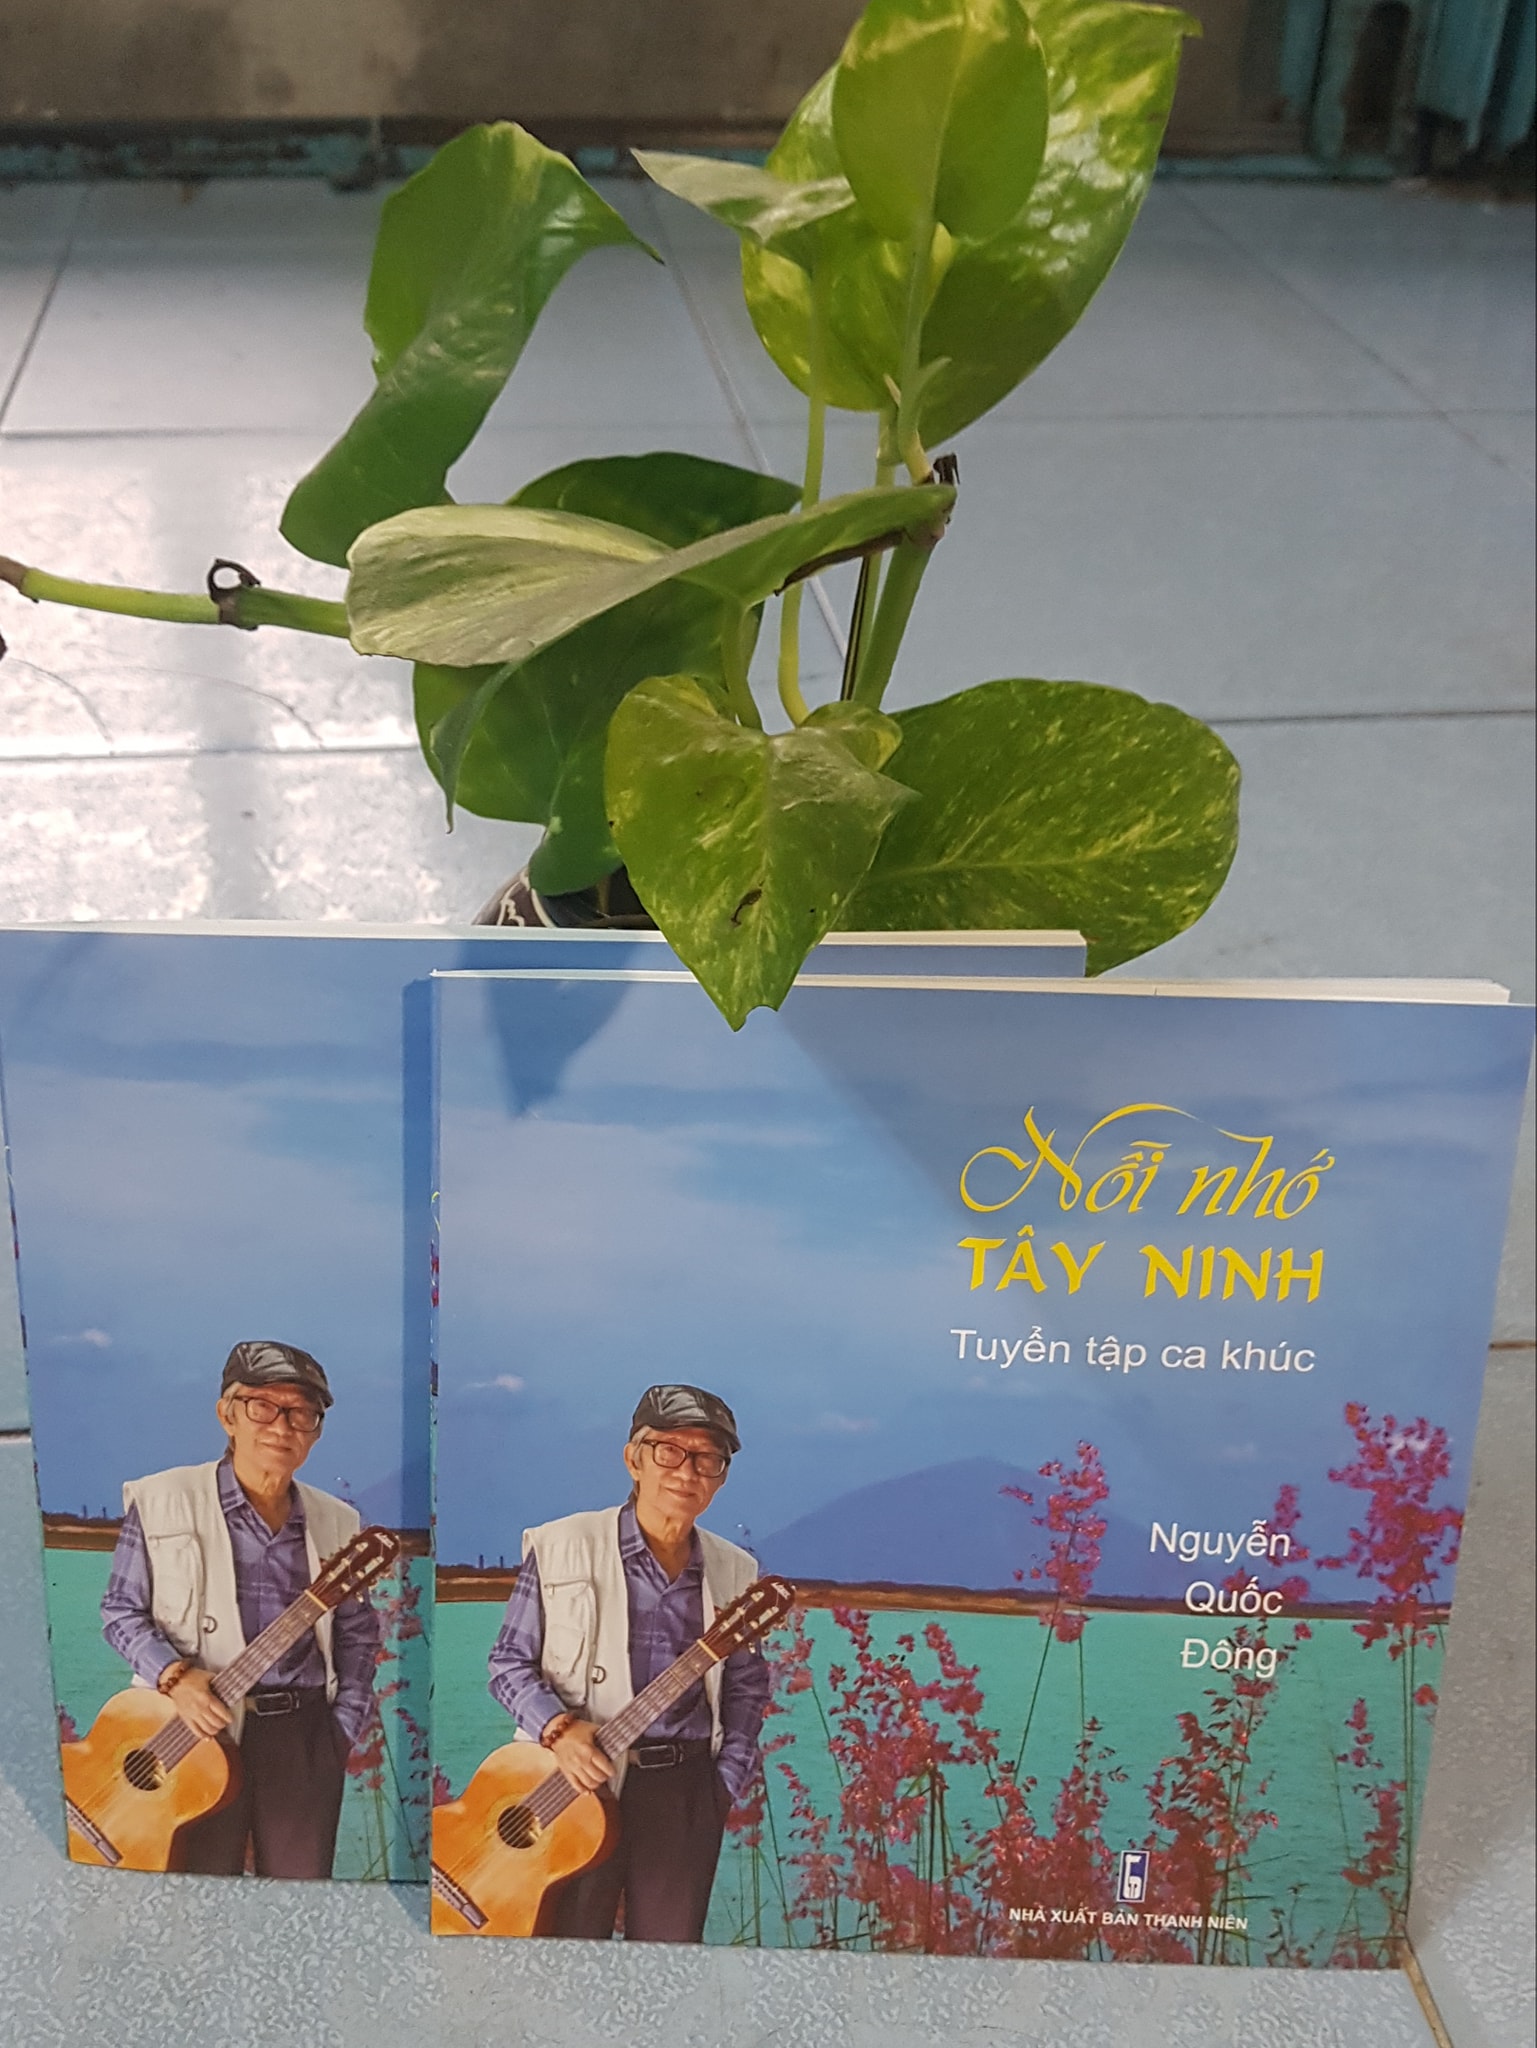 Nỗi nhớ
TÂY NINH
Tuyển tập ca khúc
Nguyễn
Quốc
Đông
NHÀ XUẤT BẢN THANH NIÊN